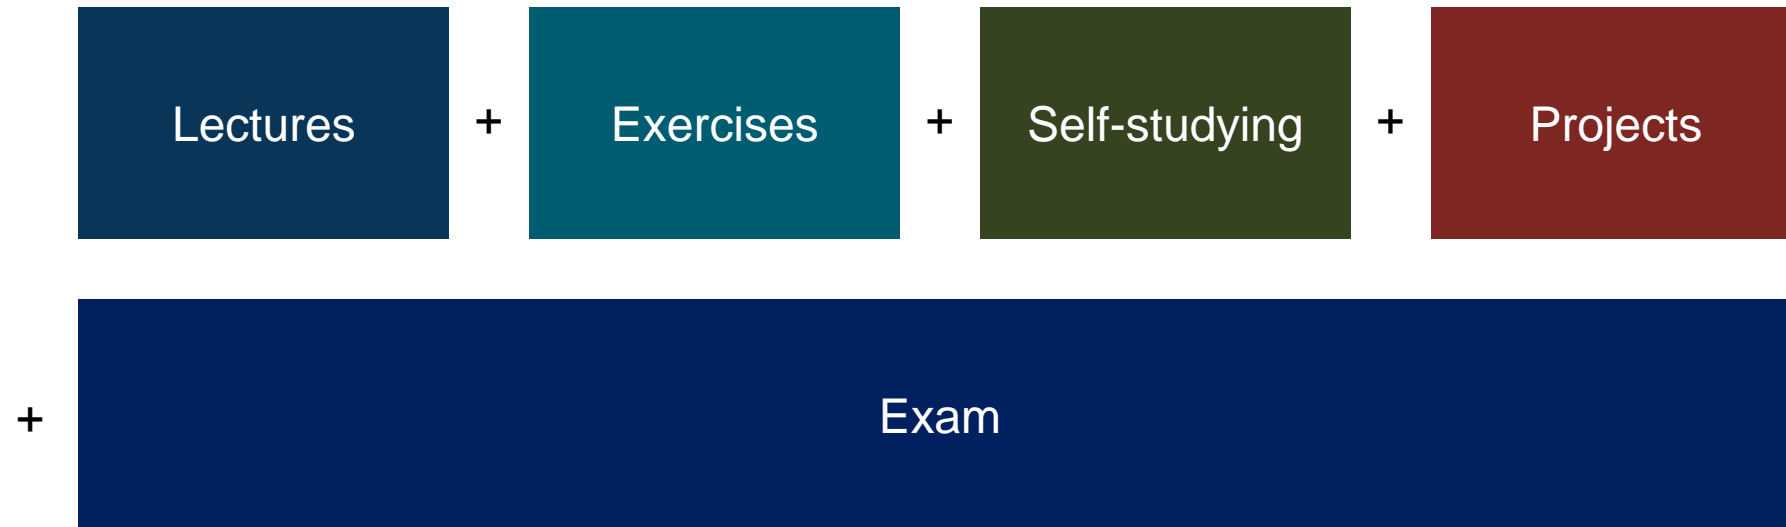 Lectures + Exercises + Self-studying + Projects
+ Exam